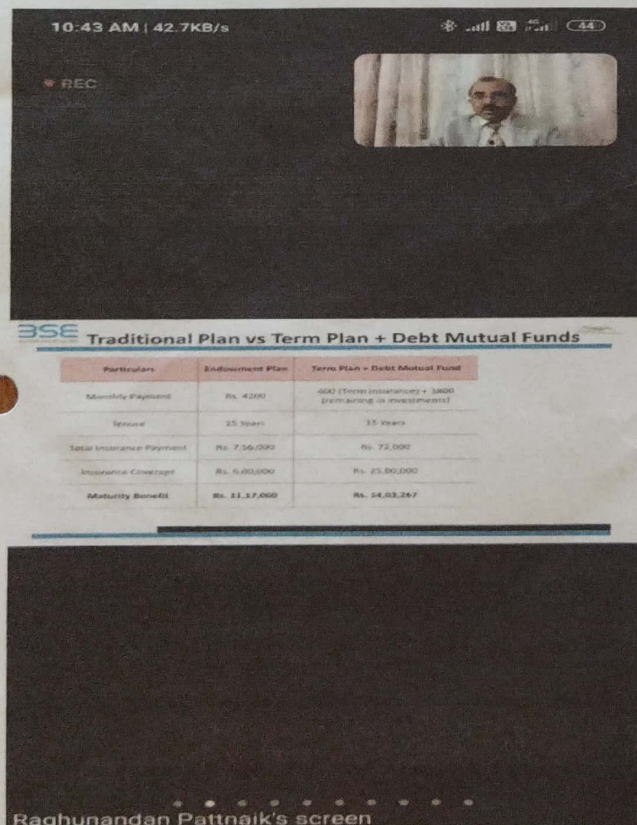 10:43 AM | 42.7KB/s
4G
44
REC
BSE
Traditional Plan vs Term Plan + Debt Mutual Funds
Particulars Endowment Plan Term Plan + Debt Mutual Fund
Monthly Payment Rs. 4200 400 (Term Insurance) + 3800
(remaining in investments)
Tenure 15 Years
Total Insurance Payment Rs. 7,56,000 Rs. 72,000
Insurance Coverage Rs. 6,00,000 Rs. 25,00,000
Maturity Benefit Rs. 11,17,000 Rs. 14,03,267
Raghunandan Pattnaik's screen